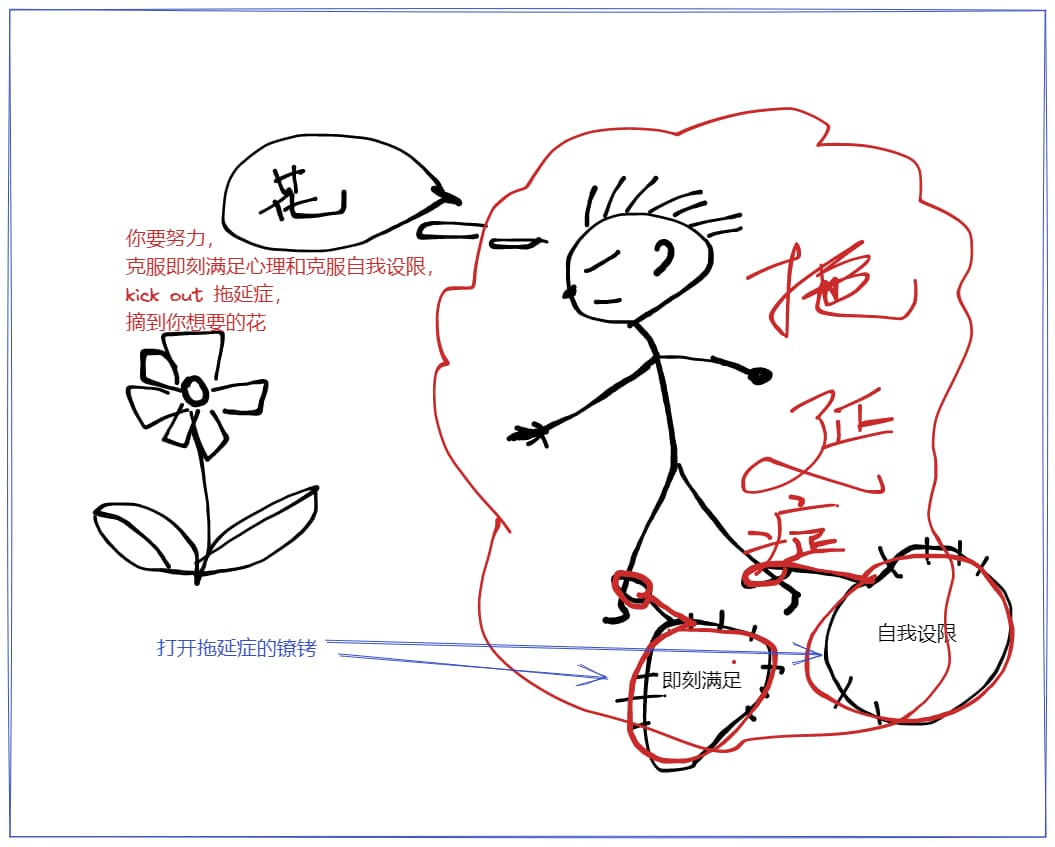 花
你要努力，
克服即刻满足心理和克服自我设限，
kick out 拖延症，
摘到你想要的花
拖
延
症
打开拖延症的镣铐
即刻满足
自我设限